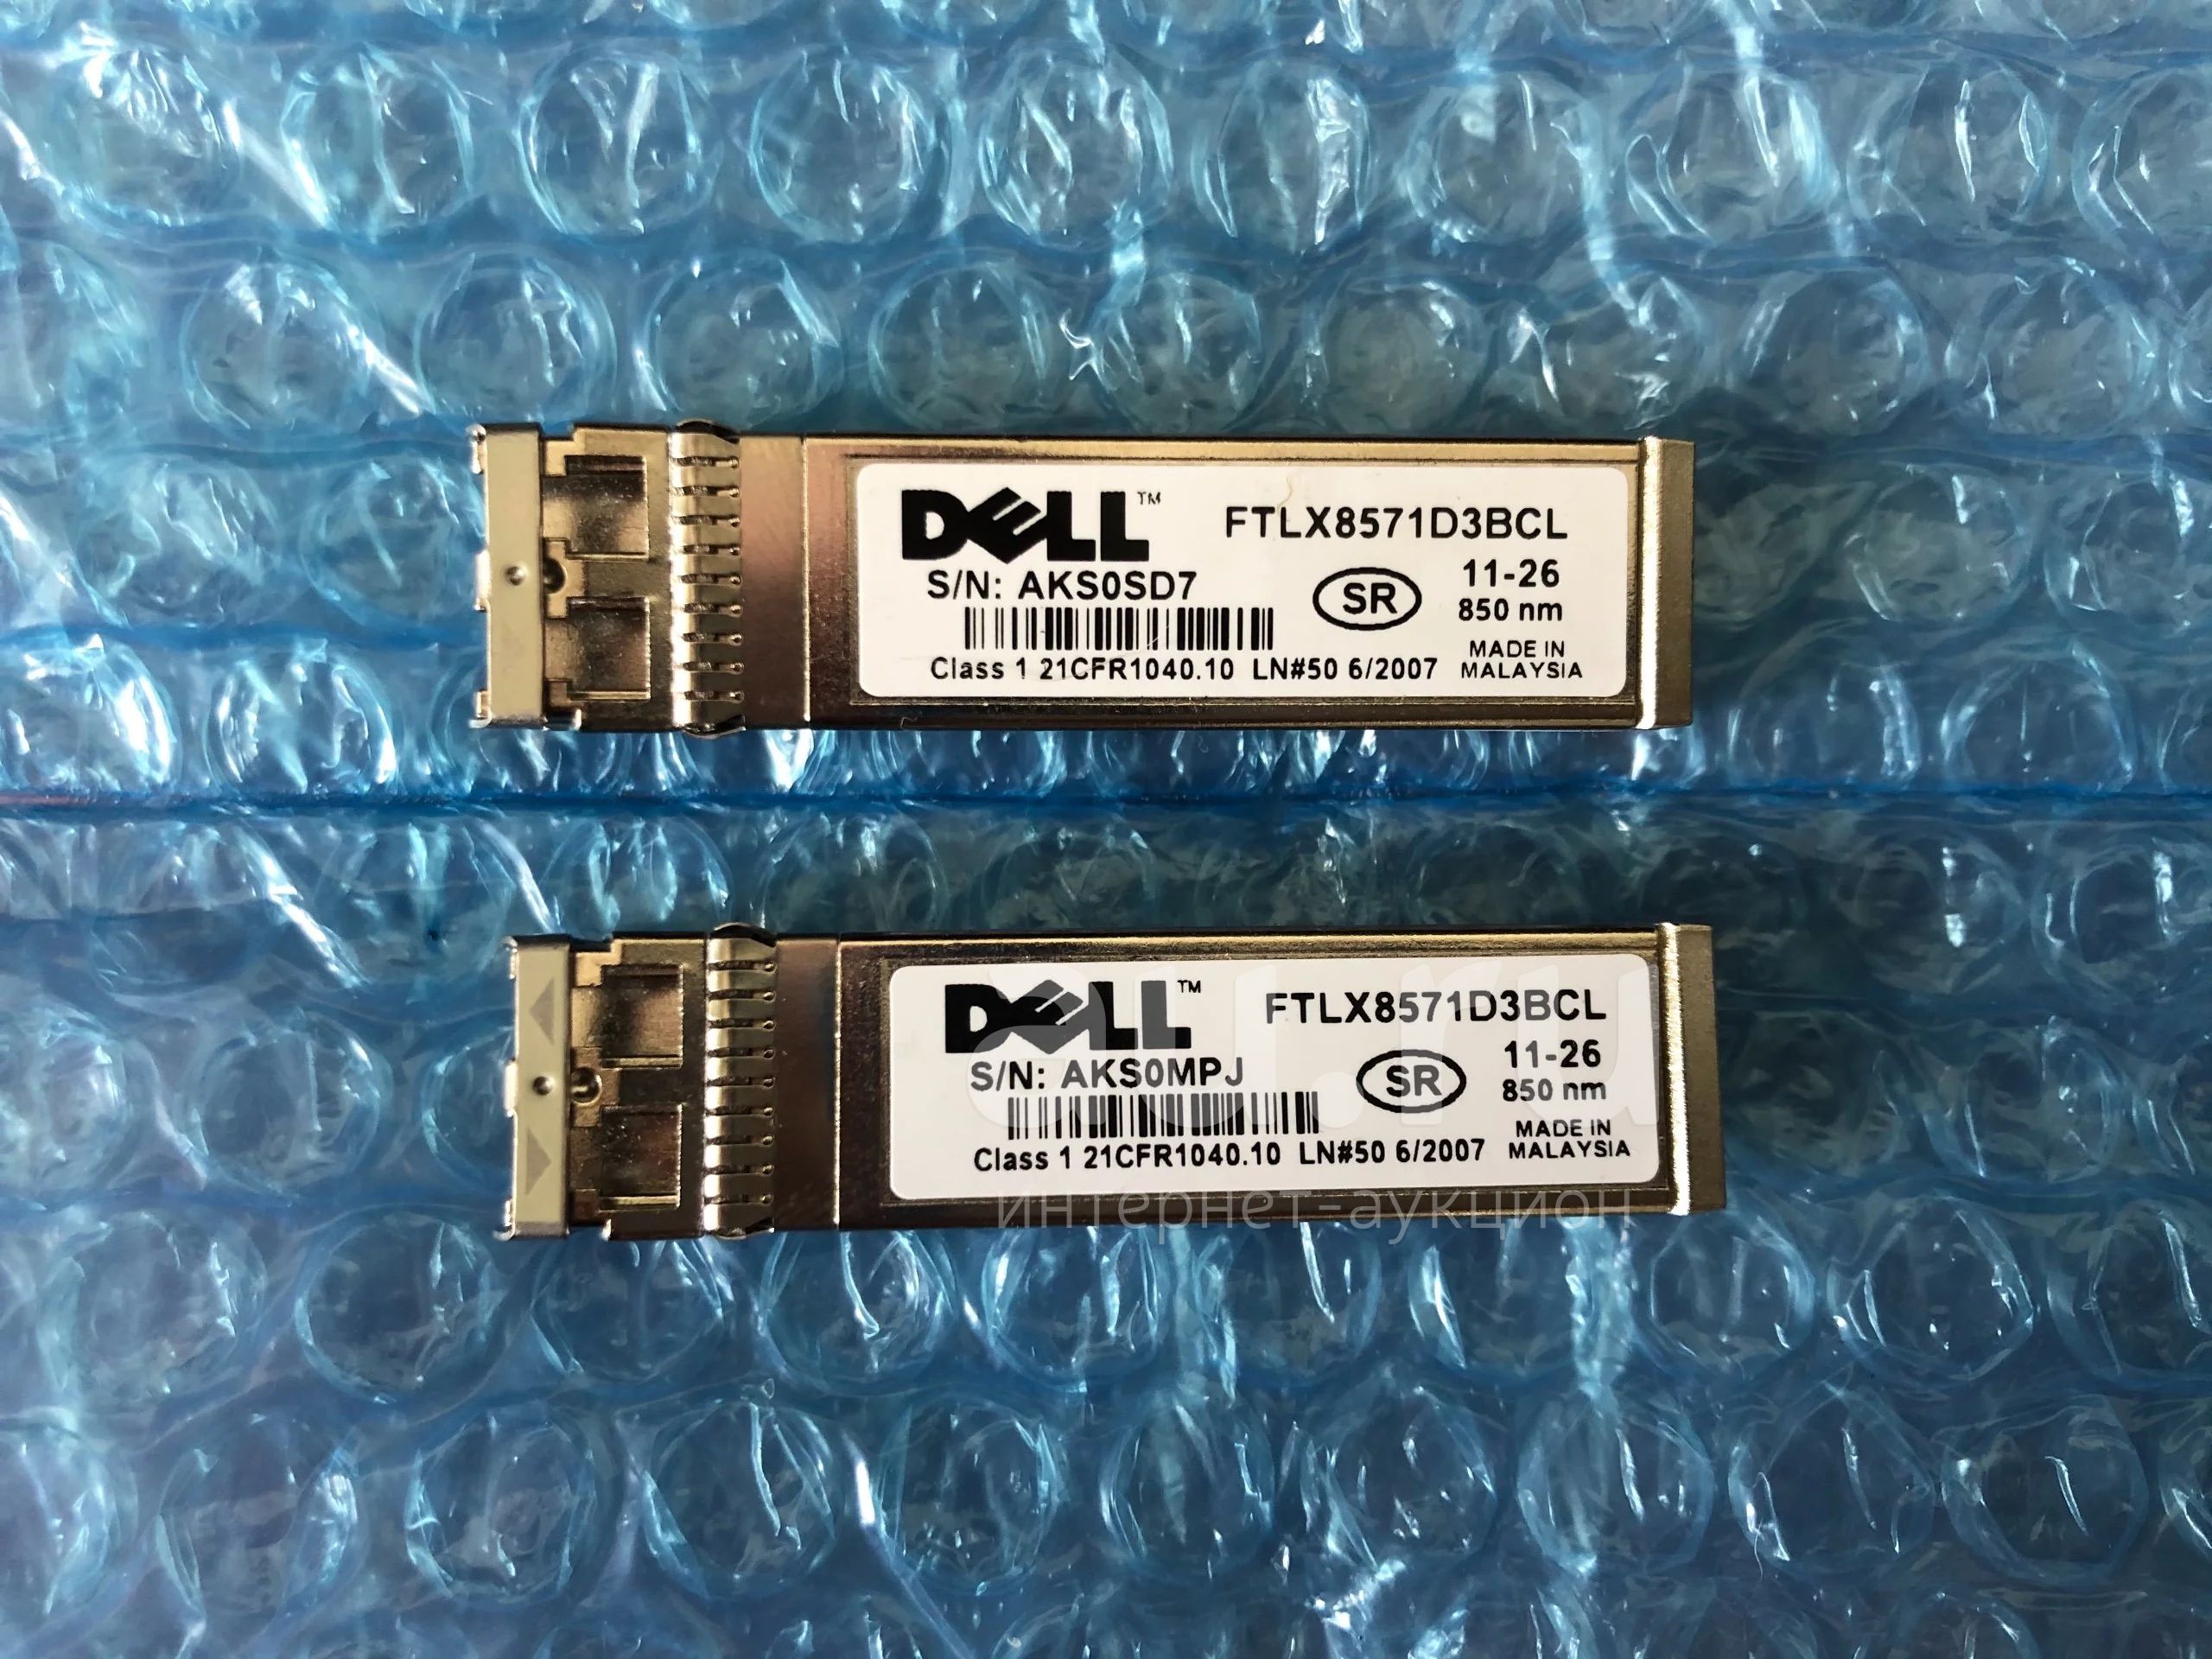 DELL™ FTLX8571D3BCL
S/N: AKS0SD7 SR 11-26
850 nm
MADE IN
Class 1 21CFR1040.10 LN#50 6/2007 MALAYSIA
DELL™ FTLX8571D3BCL
S/N: AKS0MPJ SR 11-26
850 nm
MADE IN
Class 1 21CFR1040.10 LN#50 6/2007 MALAYSIA
au.ru
интернет-аукцион